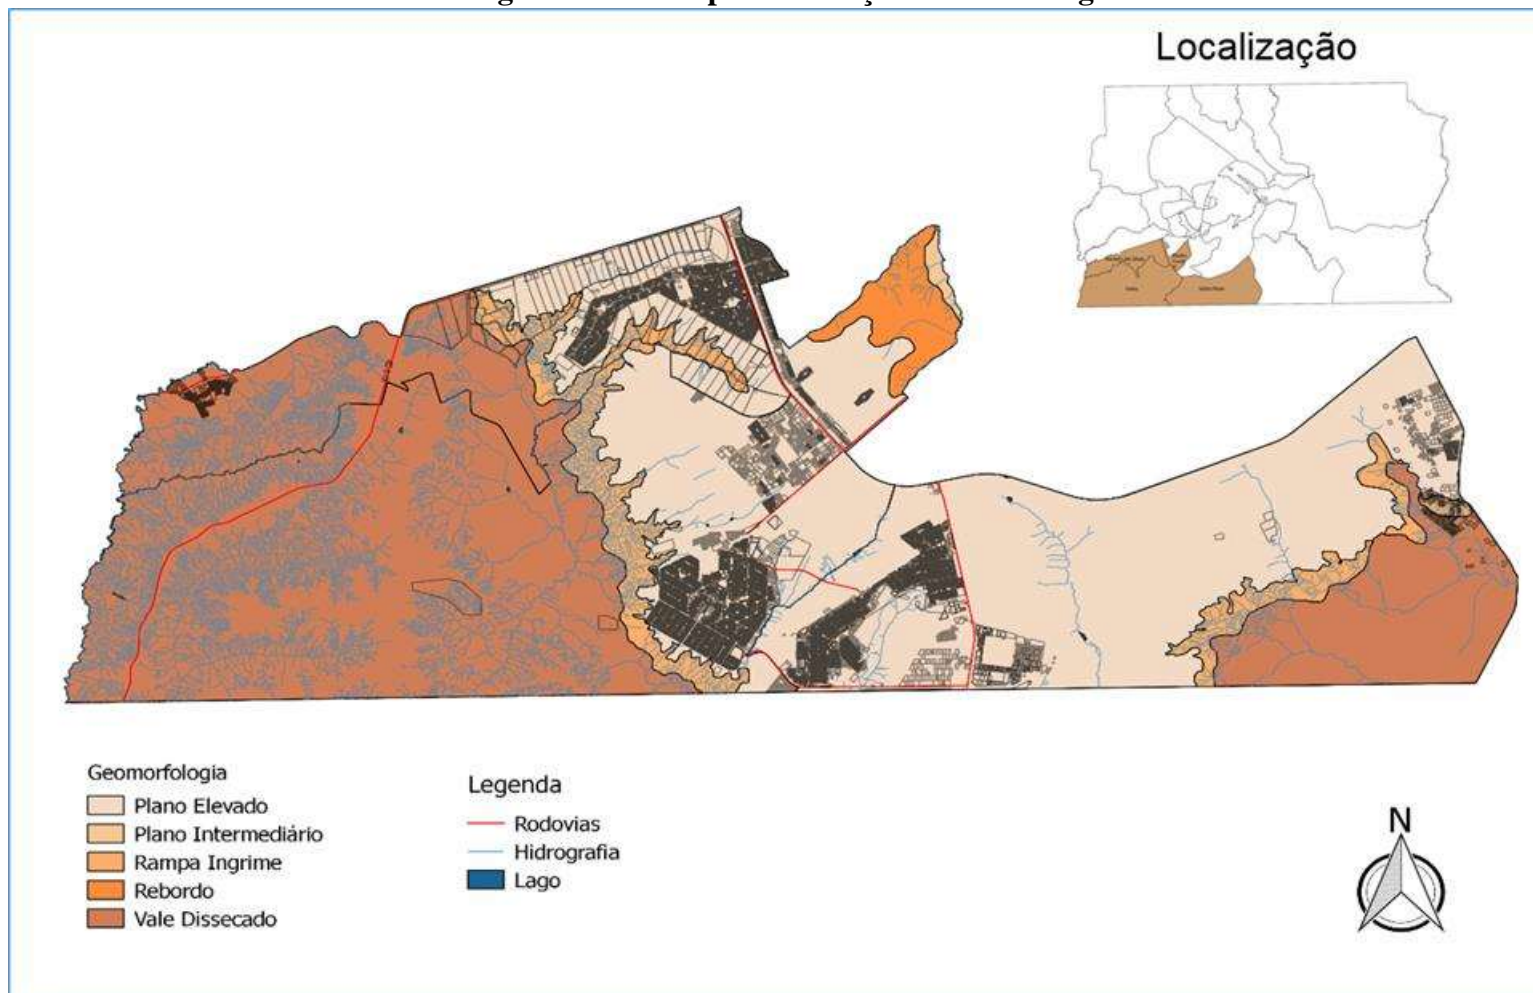 Localização
Geomorfologia
Plano Elevado
Plano Intermediário
Rampa Ingrime
Rebordo
Vale Dissecado
Legenda
Rodovias
Hidrografia
Lago
N